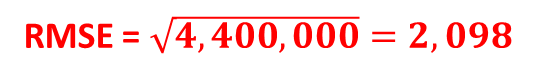 RMSE = √4,400,000 = 2,098